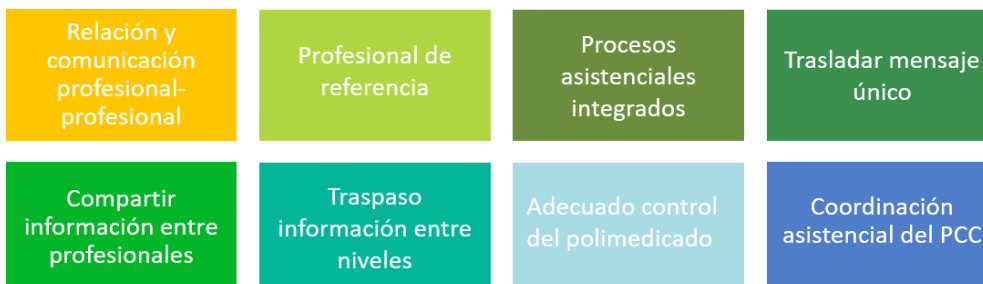 Relación y
comunicación
profesional-
profesional
Profesional de
referencia
Procesos
asistenciales
integrados
Trasladar mensaje
único
Compartir
información entre
profesionales
Traspaso
información entre
niveles
Adecuado control
del polimedicado
Coordinación
asistencial del PCC